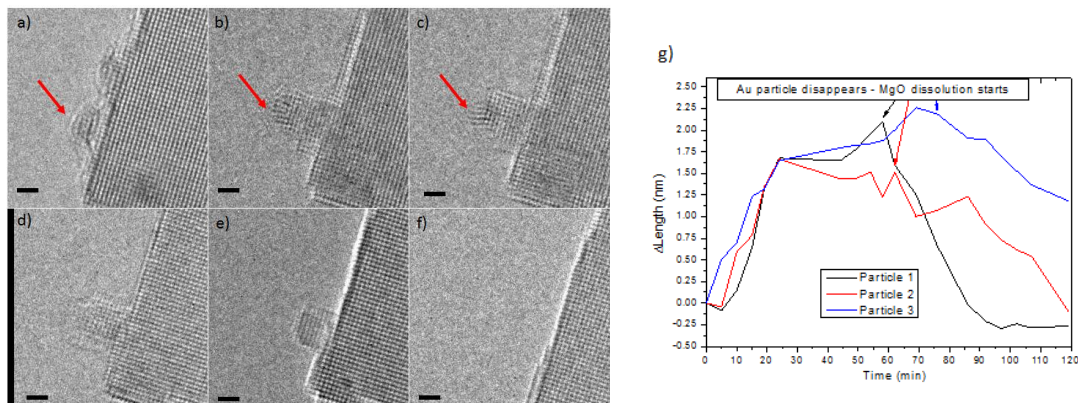 a)
b)
c)
d)
e)
f)
g)
Au particle disappears - MgO dissolution starts
2.50
2.25
2.00
1.75
1.50
1.25
1.00
0.75
0.50
0.25
0.00
-0.25
-0.50
ΔLength (nm)
Particle 1
Particle 2
Particle 3
0 10 20 30 40 50 60 70 80 90 100 110 120
Time (min)